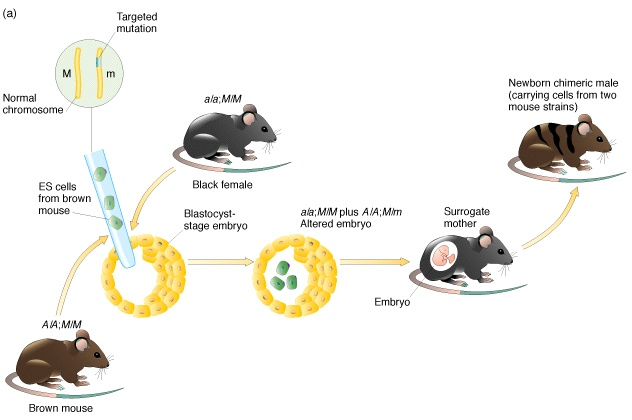 (a)
Targeted
mutation
M
m
Normal
chromosome
a/a;M/M
Black female
ES cells
from brown
mouse
Blastocyst-
stage embryo
a/a;M/M plus A/A;M/m
Altered embryo
Surrogate
mother
Embryo
Newborn chimeric male
(carrying cells from two
mouse strains)
A/A;M/M
Brown mouse